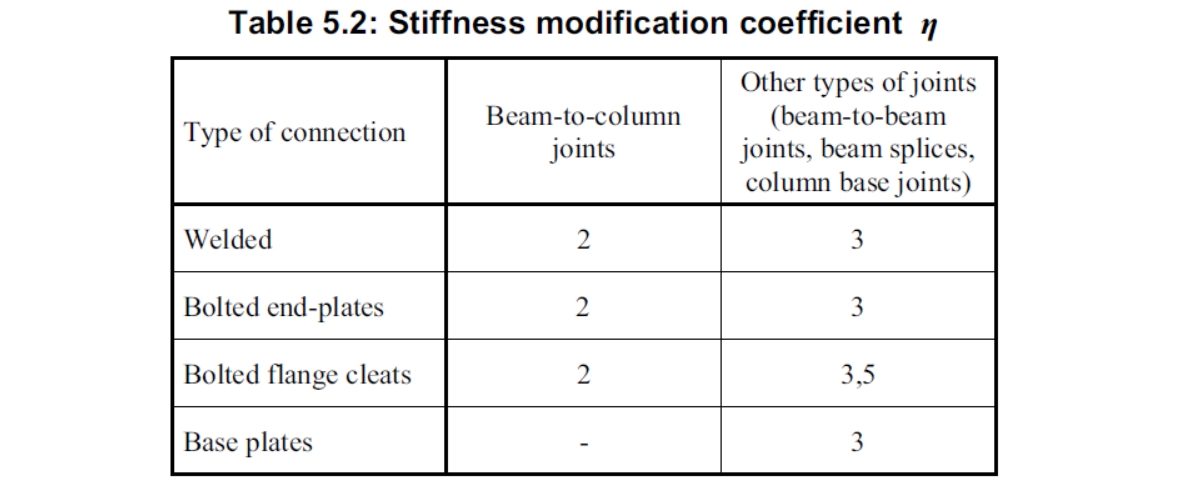 Table 5.2: Stiffness modification coefficient η
Type of connection
Beam-to-column
joints
Other types of joints
(beam-to-beam
joints, beam splices,
column base joints)
Welded 2 3
Bolted end-plates 2 3
Bolted flange cleats 2 3,5
Base plates - 3